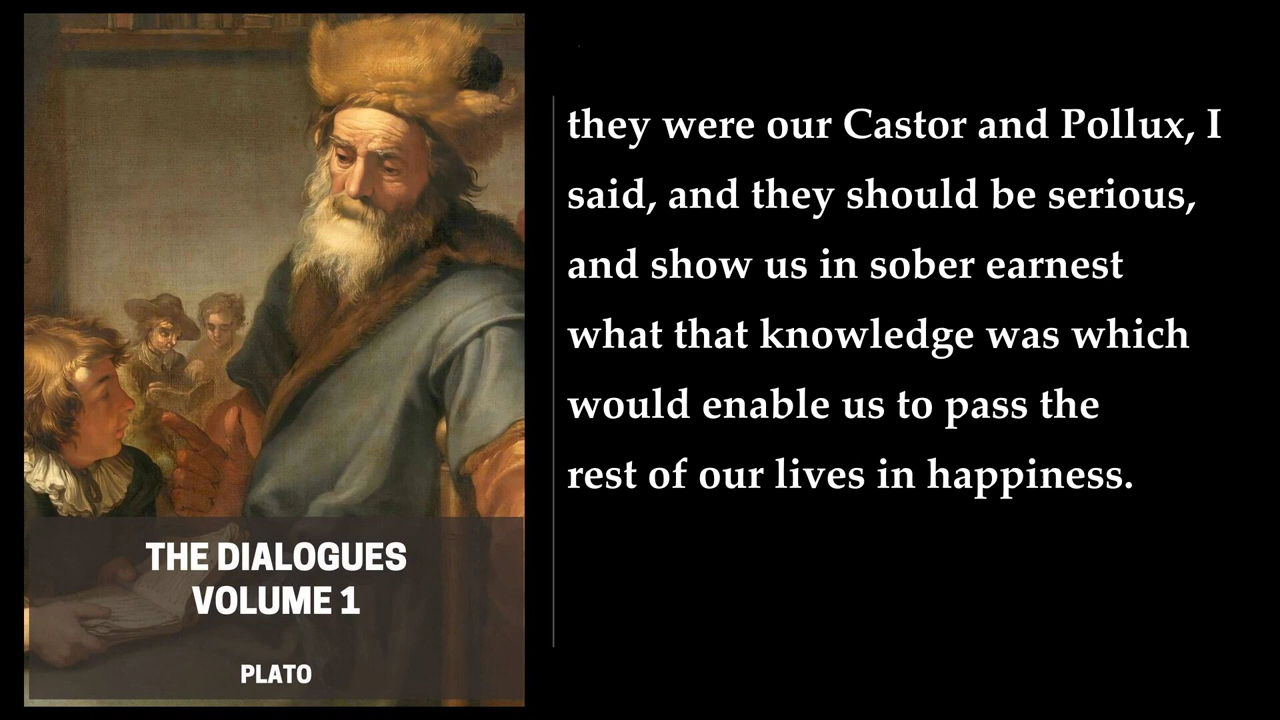 they were our Castor and Pollux, I
said, and they should be serious,
and show us in sober earnest
what that knowledge was which
would enable us to pass the
rest of our lives in happiness.
THE DIALOGUES
VOLUME 1
PLATO